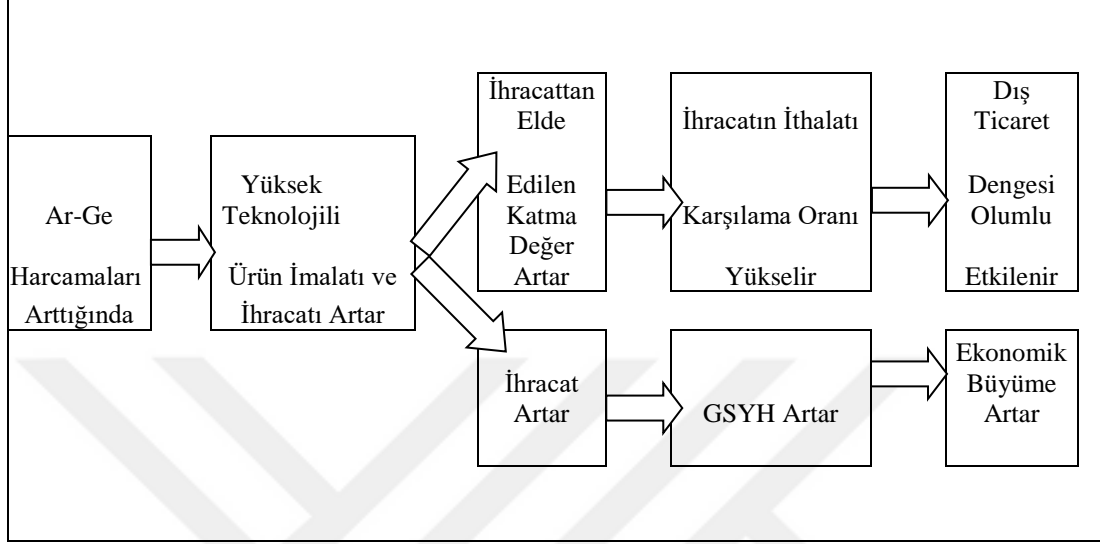 Ar-Ge
Harcamaları
Arttığında
Yüksek
Teknolojili
Ürün İmalatı ve
İhracatı Artar
İhracattan
Elde
Edilen
Katma
Değer
Artar
İhracatın İthalatı
Karşılama Oranı
Yükselir
Dış
Ticaret
Dengesi
Olumlu
Etkilenir
İhracat
Artar
GSYH Artar
Ekonomik
Büyüme
Artar